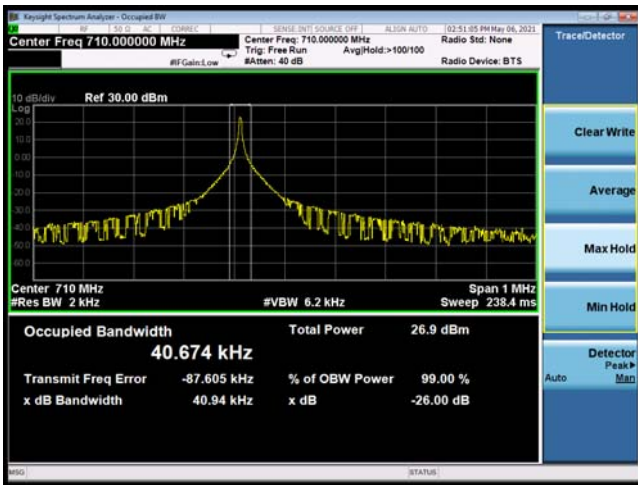 Keysight Spectrum Analyzer - Occupied BW
RF 50 Ω AC CORREC SENSE:INT SOURCE OFF ALIGN AUTO 02:51:05 PM May 06, 2021
Center Freq 710.000000 MHz
Center Freq: 710.000000 MHz
Radio Std: None
Trig: Free Run Avg|Hold:>100/100
#IFGain:Low
#Atten: 40 dB
Radio Device: BTS
Trace/Detector
10 dB/div Ref 30.00 dBm
Log
20.0
10.0
0.00
-10.0
-20.0
-30.0
-40.0
-50.0
-60.0
Center 710 MHz
Span 1 MHz
#Res BW 2 kHz
#VBW 6.2 kHz
Sweep 238.4 ms
Occupied Bandwidth
40.674 kHz
Total Power 26.9 dBm
Transmit Freq Error -87.605 kHz
% of OBW Power 99.00 %
x dB Bandwidth 40.94 kHz
x dB -26.00 dB
Clear Write
Average
Max Hold
Min Hold
Detector
Peak▶
Auto Man
MSG
STATUS